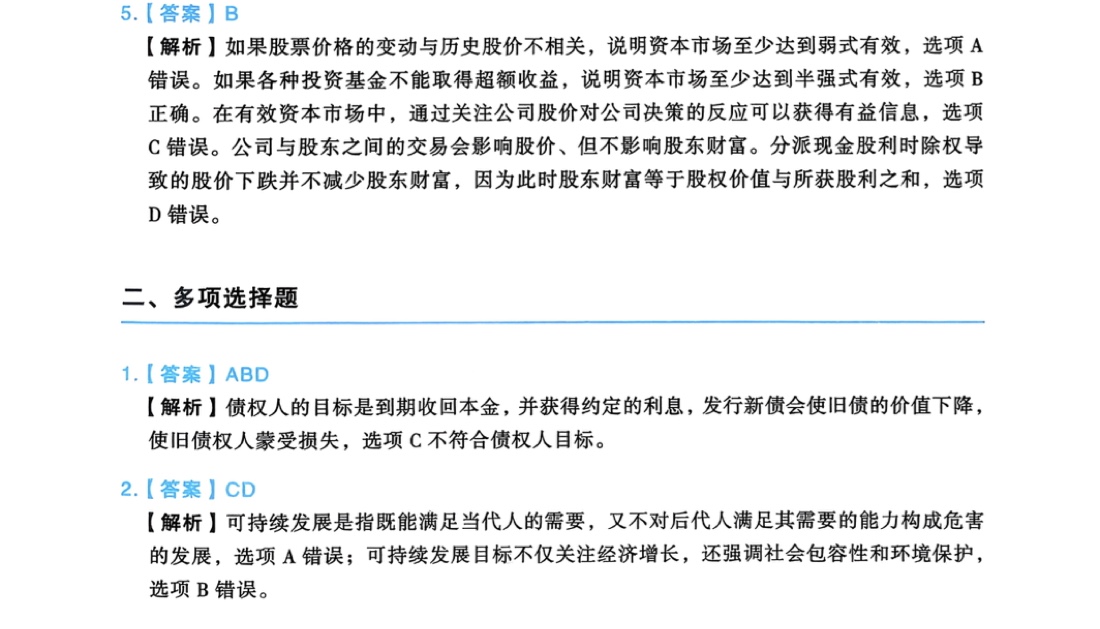 5.【答案】B
【解析】如果股票价格的变动与历史股价不相关，说明资本市场至少达到弱式有效，选项 A
错误。如果各种投资基金不能取得超额收益，说明资本市场至少达到半强式有效，选项 B
正确。在有效资本市场中，通过关注公司股价对公司决策的反应可以获得有益信息，选项
C 错误。公司与股东之间的交易会影响股价、但不影响股东财富。分派现金股利时除权导
致的股价下跌并不减少股东财富，因为此时股东财富等于股权价值与所获股利之和，选项
D 错误。
二、多项选择题
1.【答案】ABD
【解析】债权人的目标是到期收回本金，并获得约定的利息，发行新债会使旧债的价值下降，
使旧债权人蒙受损失，选项 C 不符合债权人目标。
2.【答案】CD
【解析】可持续发展是指既能满足当代人的需要，又不对后代人满足其需要的能力构成危害
的发展，选项 A 错误；可持续发展目标不仅关注经济增长，还强调社会包容性和环境保护，
选项 B 错误。